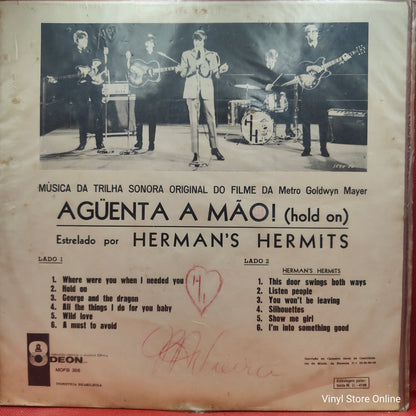 MÚSICA DA TRILHA SONORA ORIGINAL DO FILME DA Metro Goldwyn Mayer
AGÜENTA A MÃO! (hold on)
Estrelado por HERMAN'S HERMITS
LADO 1
1. Where were you when I needed you
2. Hold on
3. George and the dragon
4. All the things I do for you baby
5. Wild love
6. A must to avoid
LADO 2
HERMAN'S HERMITS
1. This door swings both ways
2. Listen people
3. You won't be leaving
4. Silhouettes
5. Show me girl
6. I'm into something good
ODEON
MOFB 306
INDUSTRIA BRASILEIRA
Vinyl Store Online